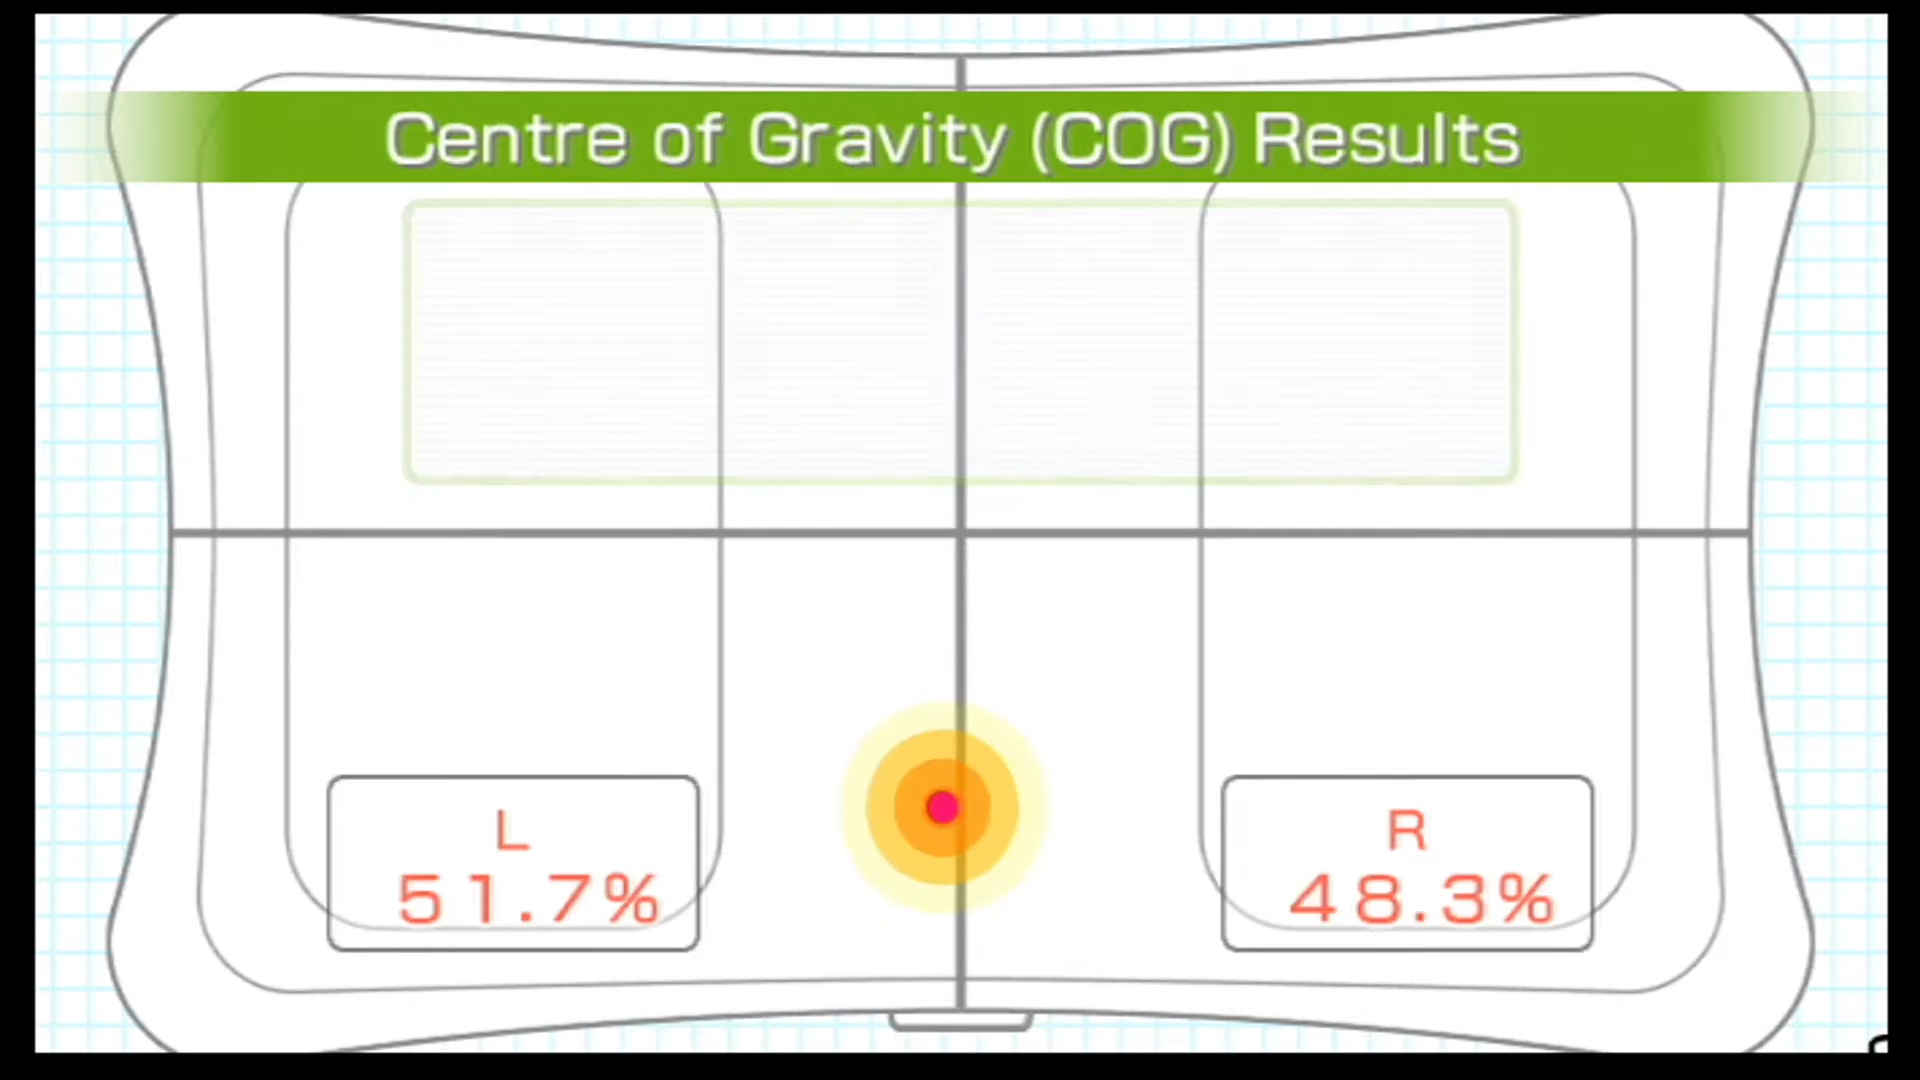 Centre of Gravity (COG) Results
L
51.7%
R
48.3%